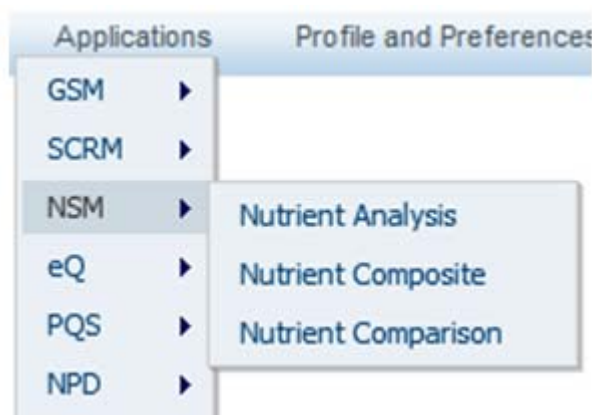 Applications Profile and Preferences
GSM
SCRM
NSM
Nutrient Analysis
eQ
Nutrient Composite
PQS
Nutrient Comparison
NPD